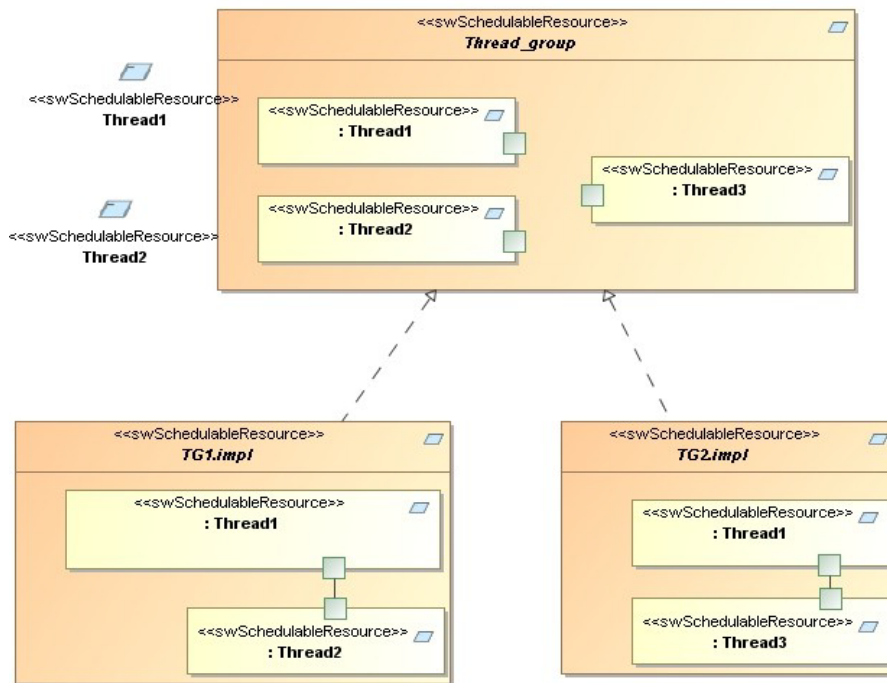 <<swSchedulableResource>>
Thread_group
<<swSchedulableResource>>
Thread1
<<swSchedulableResource>>
: Thread1
<<swSchedulableResource>>
: Thread3
<<swSchedulableResource>>
Thread2
<<swSchedulableResource>>
: Thread2
<<swSchedulableResource>>
TG1.impl
<<swSchedulableResource>>
: Thread1
<<swSchedulableResource>>
: Thread2
<<swSchedulableResource>>
TG2.impl
<<swSchedulableResource>>
: Thread1
<<swSchedulableResource>>
: Thread3